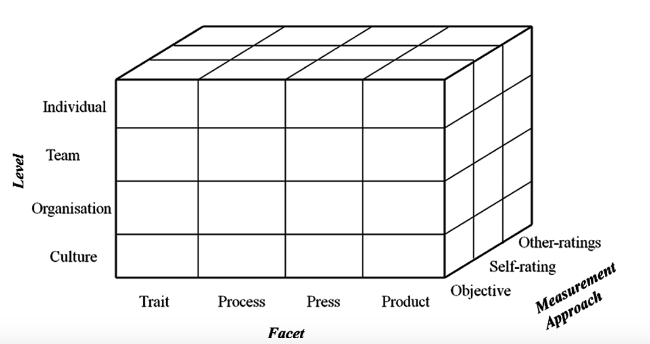 Individual
Team
Level
Organisation
Culture
Other-ratings
Self-rating
Objective
Measurement
Approach
Trait Process Press Product
Facet